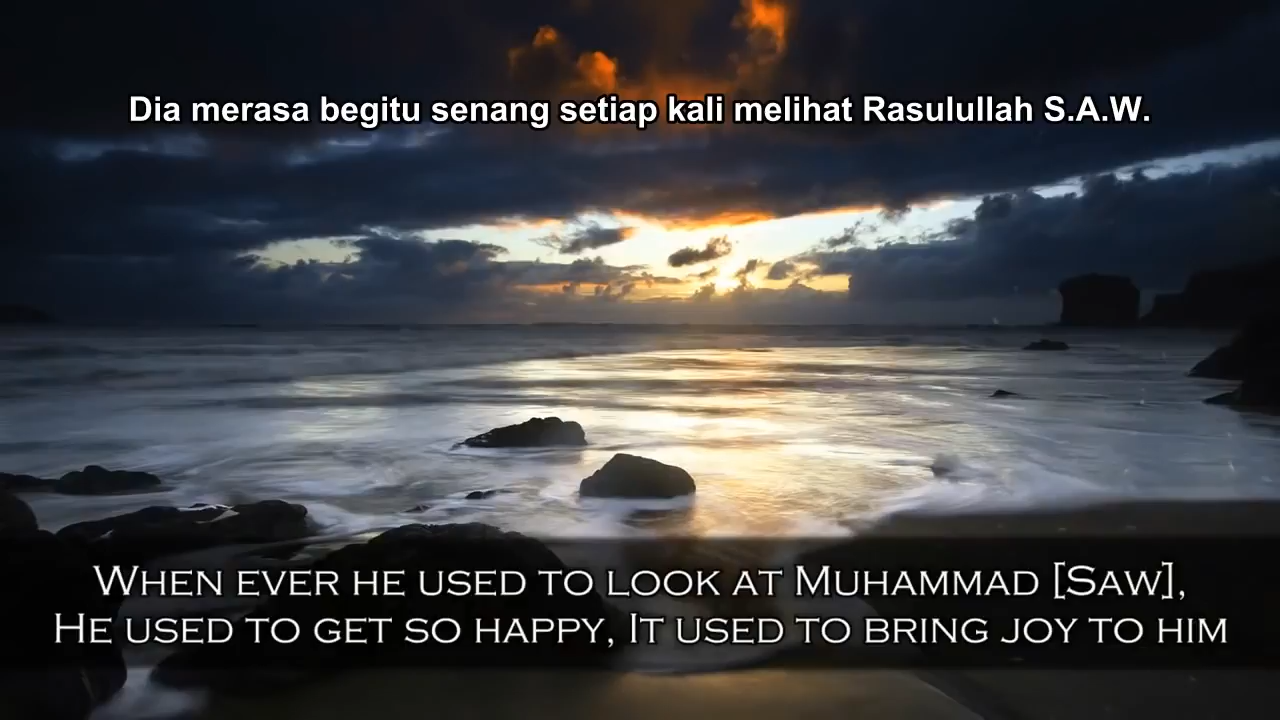 Dia merasa begitu senang setiap kali melihat Rasulullah S.A.W.
WHEN EVER HE USED TO LOOK AT MUHAMMAD [SAW],
HE USED TO GET SO HAPPY, IT USED TO BRING JOY TO HIM